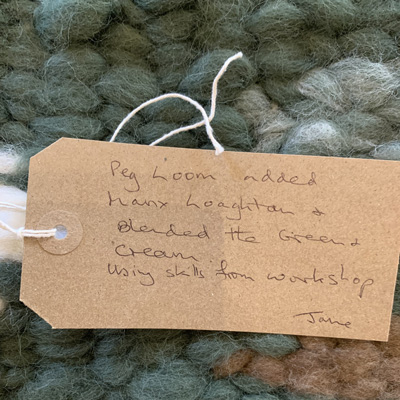 Peg Loom added
Manx Loaghtan &
Blended the Green &
Cream
Using skills from workshop
Jane